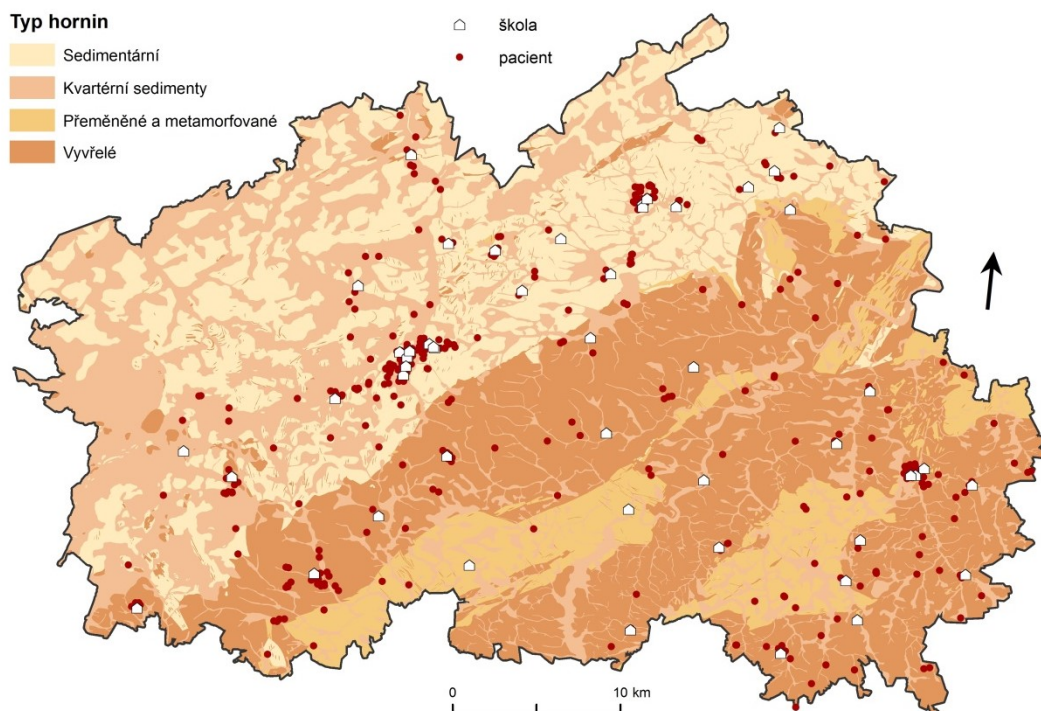 Typ hornin
Sedimentární
Kvartérní sedimenty
Přeměněné a metamorfované
Vyvřelé
škola
pacient
0 10 km